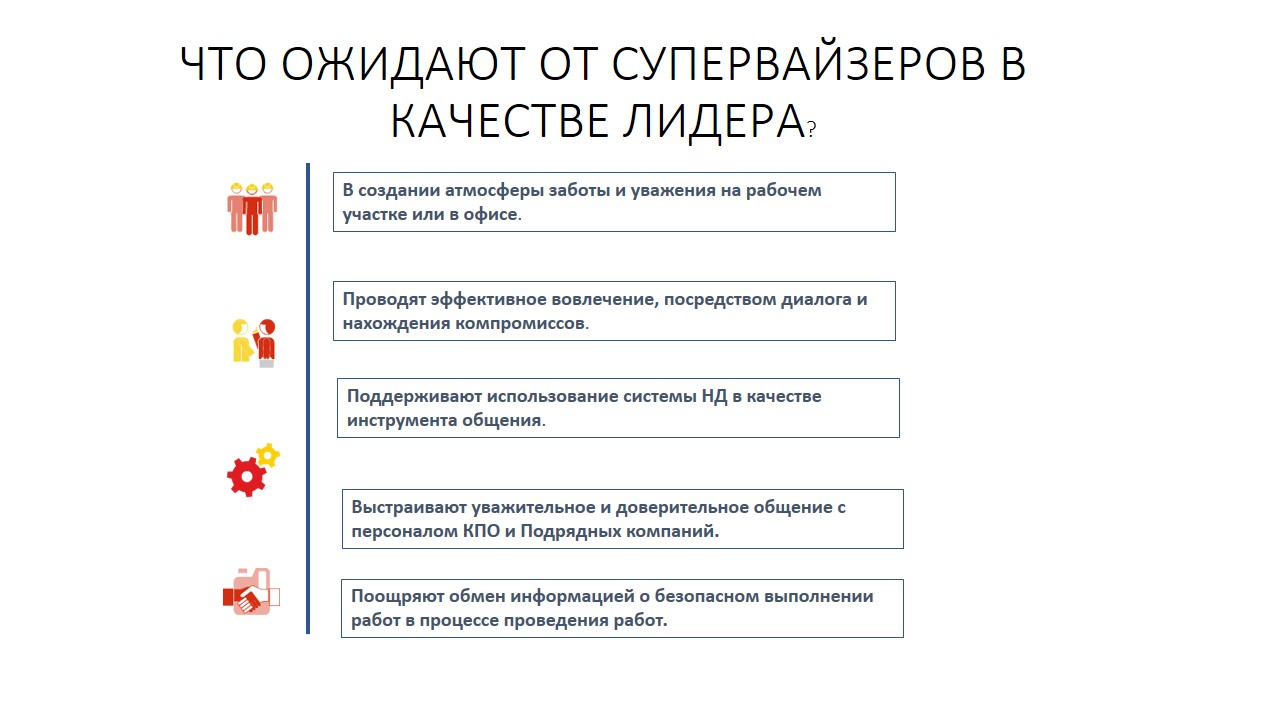 ЧТО ОЖИДАЮТ ОТ СУПЕРВАЙЗЕРОВ В
КАЧЕСТВЕ ЛИДЕРА?
В создании атмосферы заботы и уважения на рабочем
участке или в офисе.
Проводят эффективное вовлечение, посредством диалога и
нахождения компромиссов.
Поддерживают использование системы НД в качестве
инструмента общения.
Выстраивают уважительное и доверительное общение с
персоналом КПО и Подрядных компаний.
Поощряют обмен информацией о безопасном выполнении
работ в процессе проведения работ.